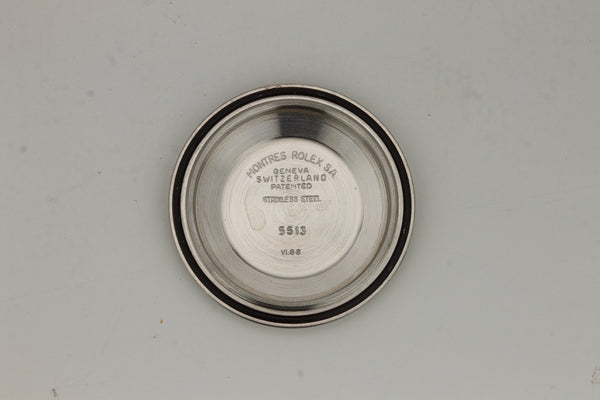 MONTRES ROLEX S.A.
GENEVA
SWITZERLAND
PATENTED
STAINLESS STEEL
5513
VI.66